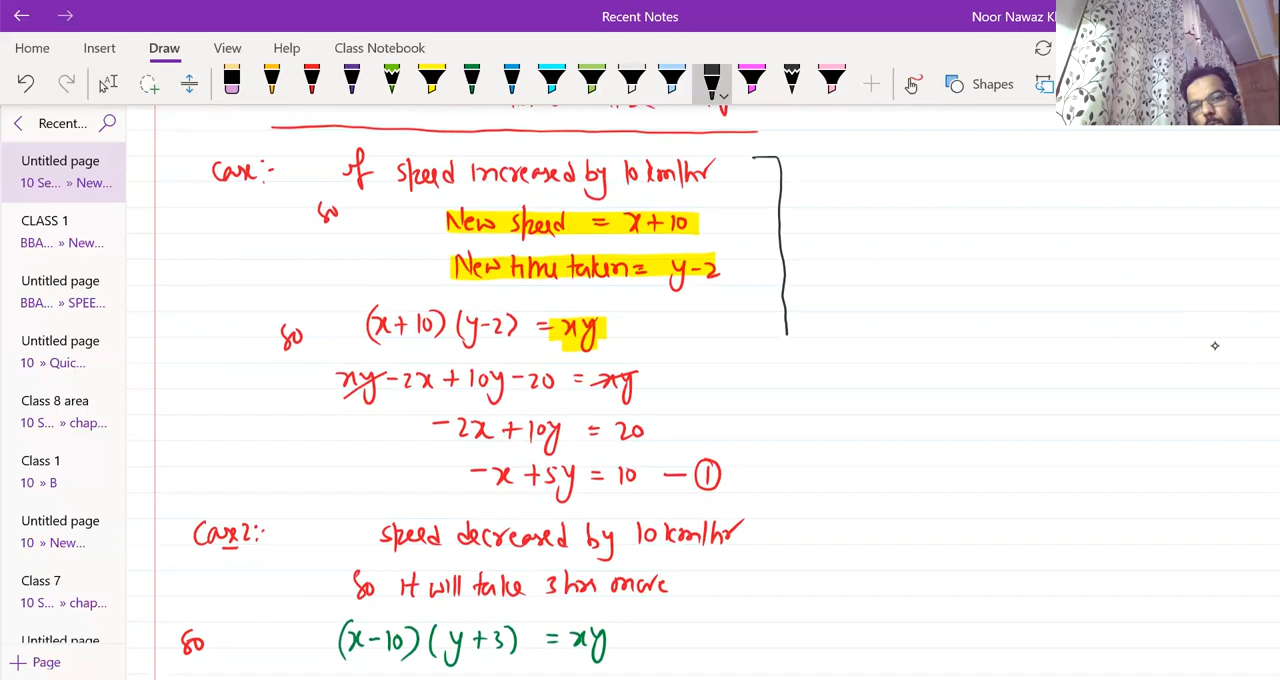 Recent Notes
Noor Nawaz Kh
Home Insert Draw View Help Class Notebook
Shapes
Recent...
Untitled page
10 Se... » New...
CLASS 1
BBA... » New...
Untitled page
BBA... » SPEE...
Untitled page
10 » Quic...
Class 8 area
10 S... » chap...
Class 1
10 » B
Untitled page
10 » New...
Class 7
10 S... » chap...
Untitled page
+ Page
Case:- If speed increased by 10 km/hr
so New speed = x+10
New time taken = y-2
so (x+10)(y-2) = xy
xy-2x+10y-20 = xy
-2x+10y = 20
-x+5y = 10 - ①
Case 2:- speed decreased by 10 km/hr
so it will take 3 hrs more
so (x-10)(y+3) = xy